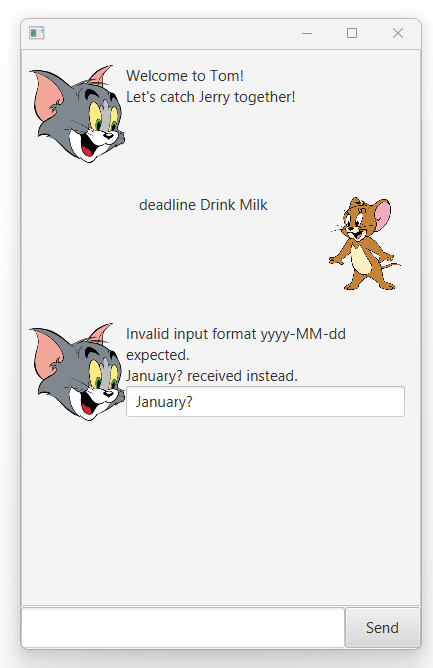 Welcome to Tom!
Let's catch Jerry together!
deadline Drink Milk
Invalid input format yyyy-MM-dd
expected.
January? received instead.
January?
Send